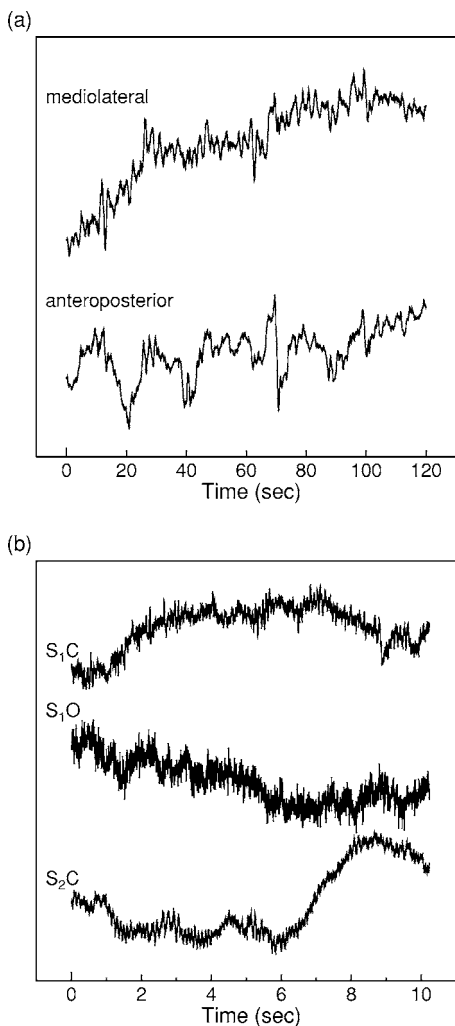 (a)
mediolateral
anteroposterior
0 20 40 60 80 100 120
Time (sec)
(b)
S₁C
S₁O
S₂C
0 2 4 6 8 10
Time (sec)